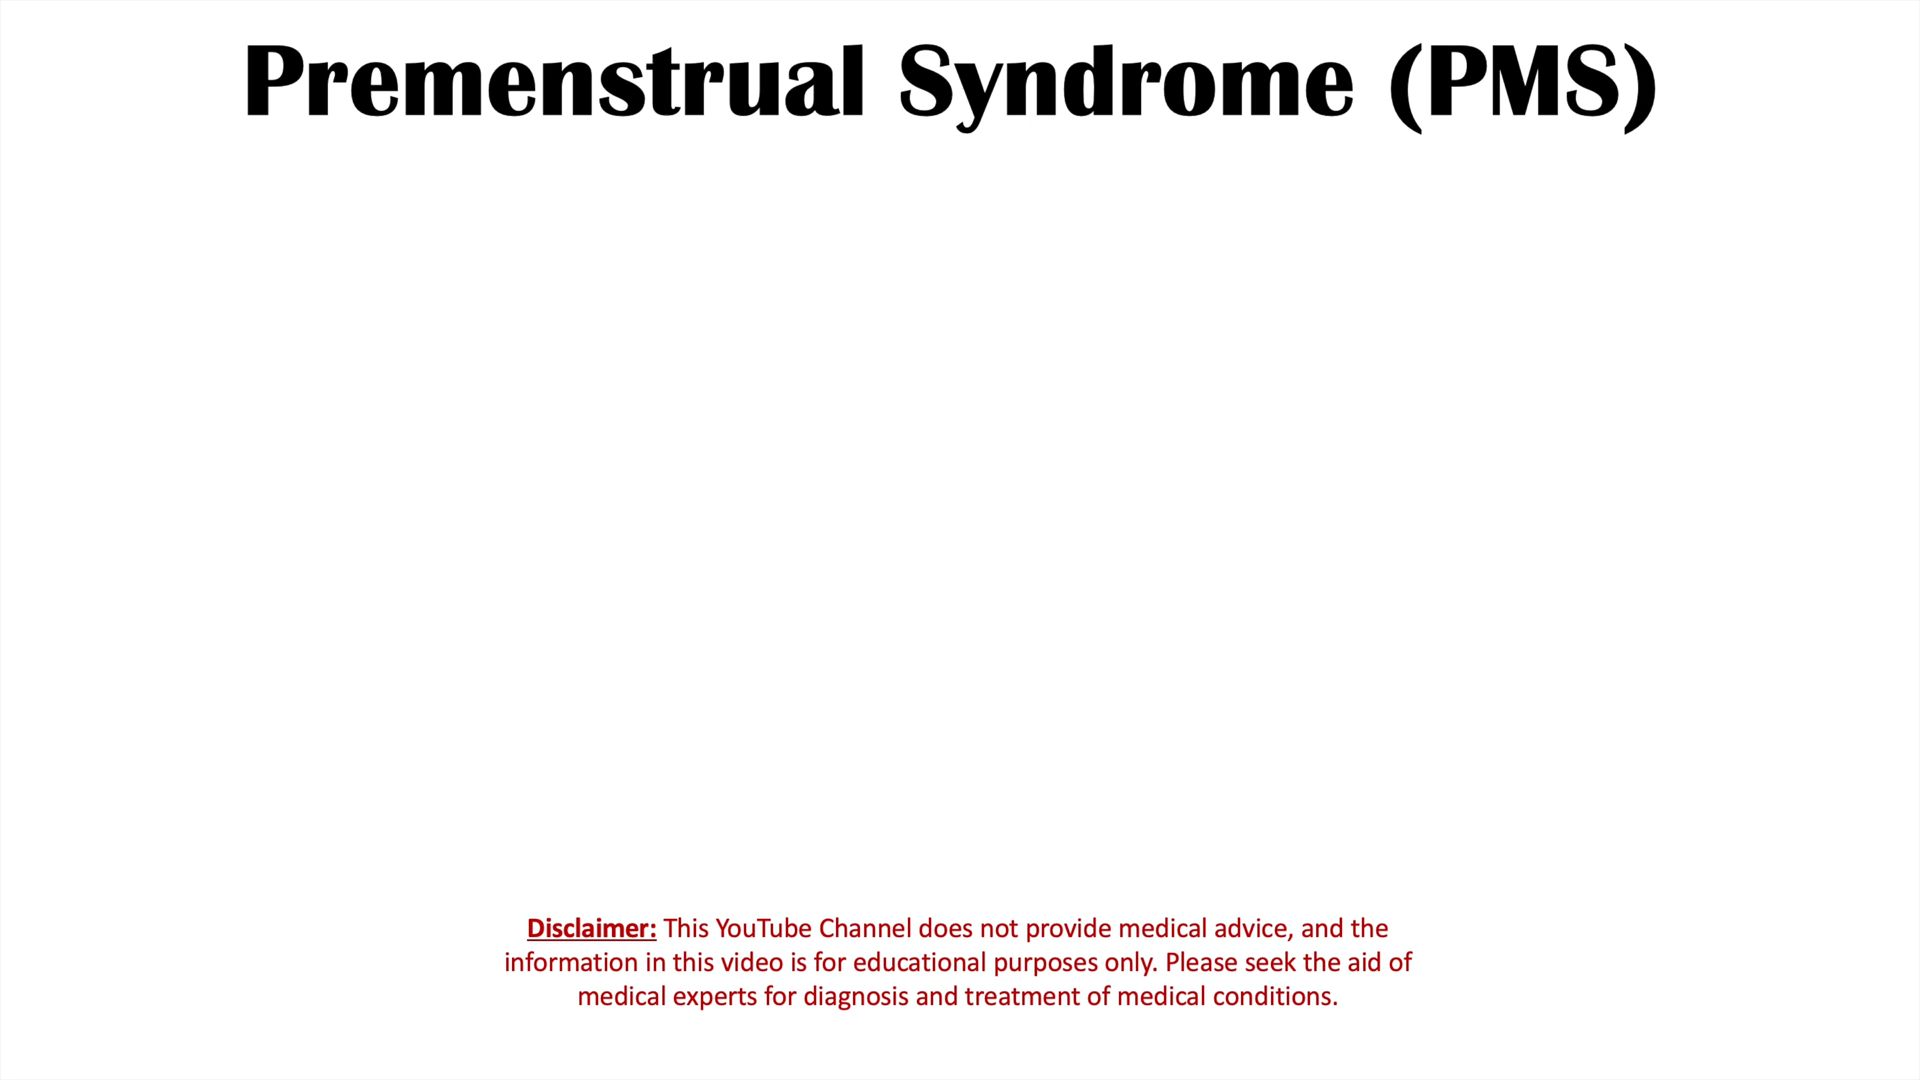 Premenstrual Syndrome (PMS)
Disclaimer: This YouTube Channel does not provide medical advice, and the
information in this video is for educational purposes only. Please seek the aid of
medical experts for diagnosis and treatment of medical conditions.